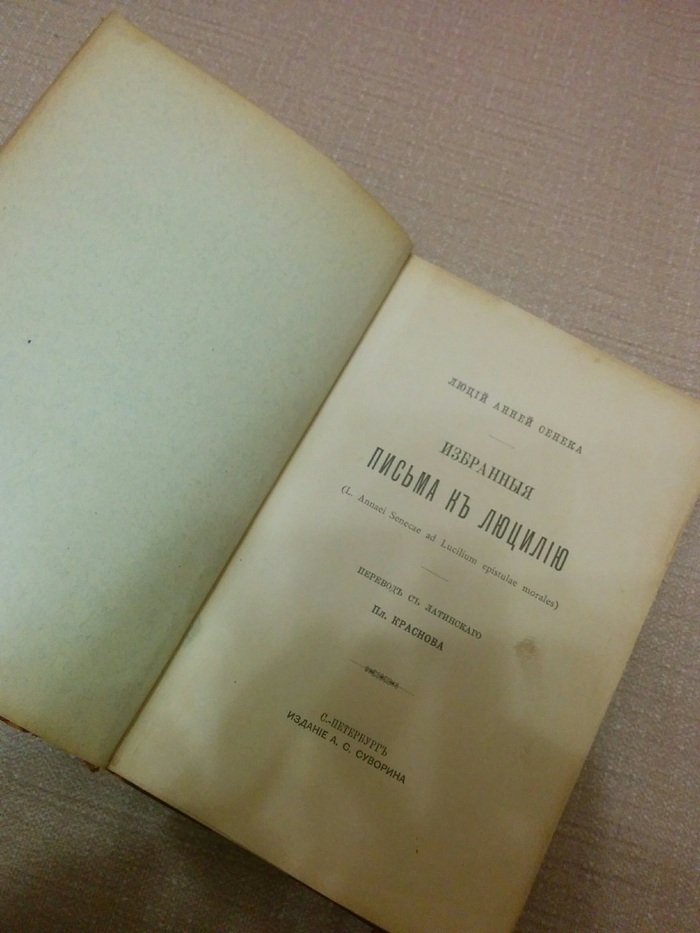 ЛЮЦІЙ АННЕЙ СЕНЕКА
ИЗБРАННЫЯ
ПИСЬМА КЪ ЛЮЦИЛІЮ
(L. Annaei Senecae ad Lucilium epistulae morales)
ПЕРЕВОДЪ СЪ ЛАТИНСКАГО
Пл. КРАСНОВА
С.-ПЕТЕРБУРГЪ
ИЗДАНІЕ А. С. СУВОРИНА